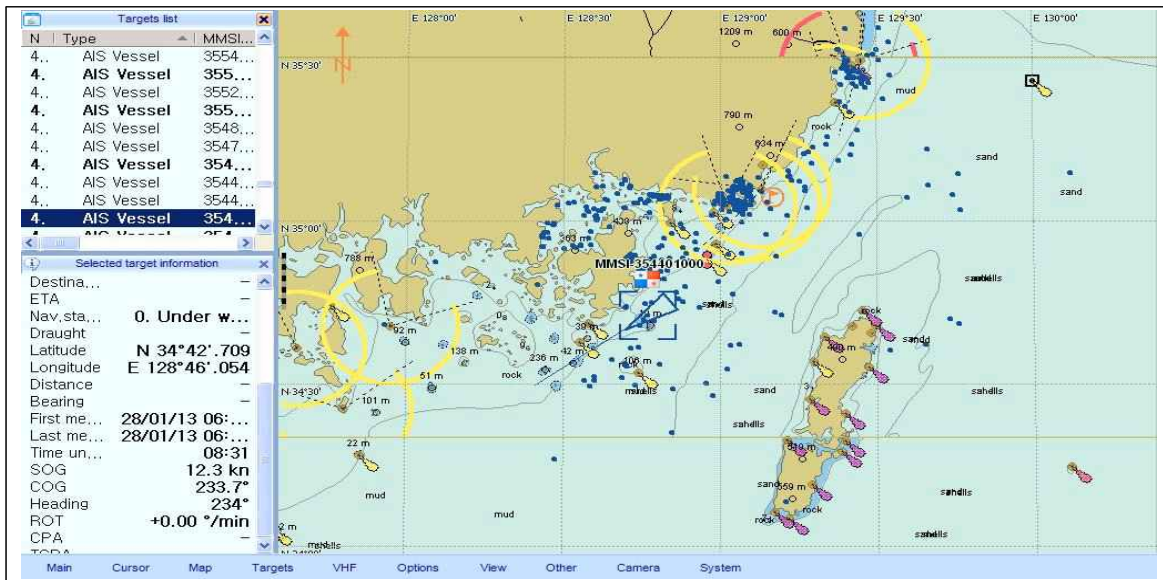 Targets list
N Type MMSI...
4.. AIS Vessel 3554...
4. AIS Vessel 355...
4.. AIS Vessel 3552...
4. AIS Vessel 355...
4.. AIS Vessel 3548...
4.. AIS Vessel 3547...
4. AIS Vessel 354...
4.. AIS Vessel 3544...
4.. AIS Vessel 3544...
4. AIS Vessel 354...
Selected target information
Destina... –
ETA –
Nav,sta... 0. Under w...
Draught –
Latitude N 34°42'.709
Longitude E 128°46'.054
Distance –
Bearing –
First me... 28/01/13 06:...
Last me... 28/01/13 06:...
Time un... 08:31
SOG 12.3 kn
COG 233.7°
Heading 234°
ROT +0.00 °/min
CPA –
E 128°00' E 128°30' E 129°00' E 129°30' E 130°00'
1209 m 600 m
N
N 35°30'
mud
790 m
rock
634 m
sand
sand
N 35°00'
788 m
MMSI-354401000
rock
92 m
138 m 236 m 42 m 106 m
51 m rock
N 34°30'
101 m
sand
22 m
sand 559 m
rock
rock
mud
mud
2 m
Main Cursor Map Targets VHF Options View Other Camera System